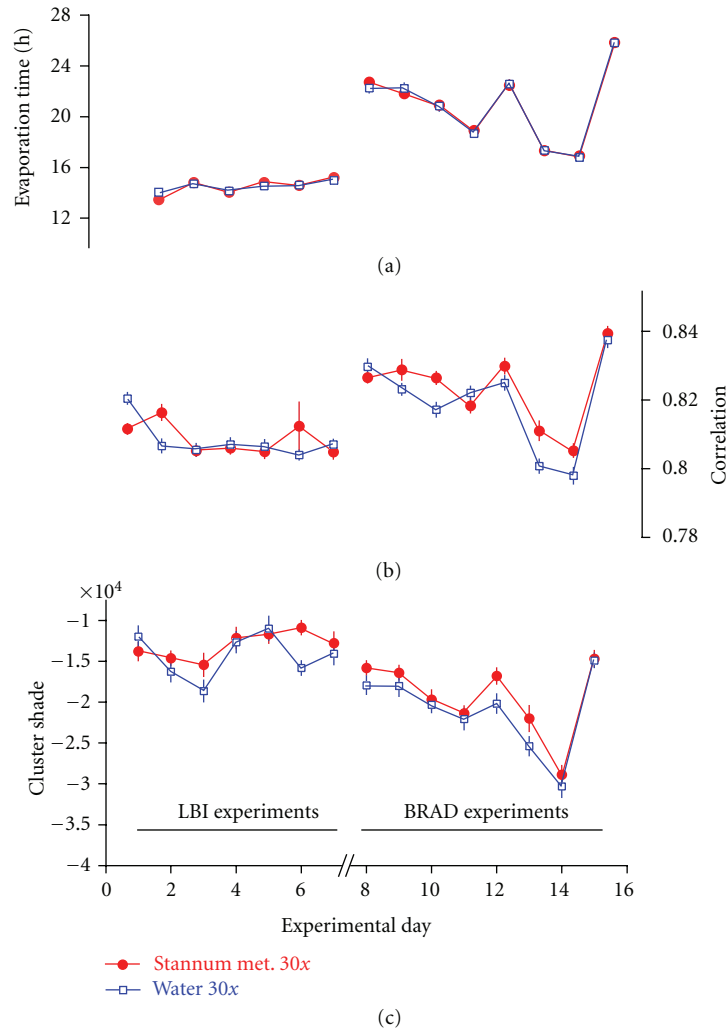 28
24
20
16
12
Evaporation time (h)
(a)
0.84
0.82
0.8
0.78
Correlation
(b)
×10⁴
−1
−1.5
−2
−2.5
−3
−3.5
−4
Cluster shade
LBI experiments
BRAD experiments
0 2 4 6 8 10 12 14 16
Experimental day
Stannum met. 30x
Water 30x
(c)